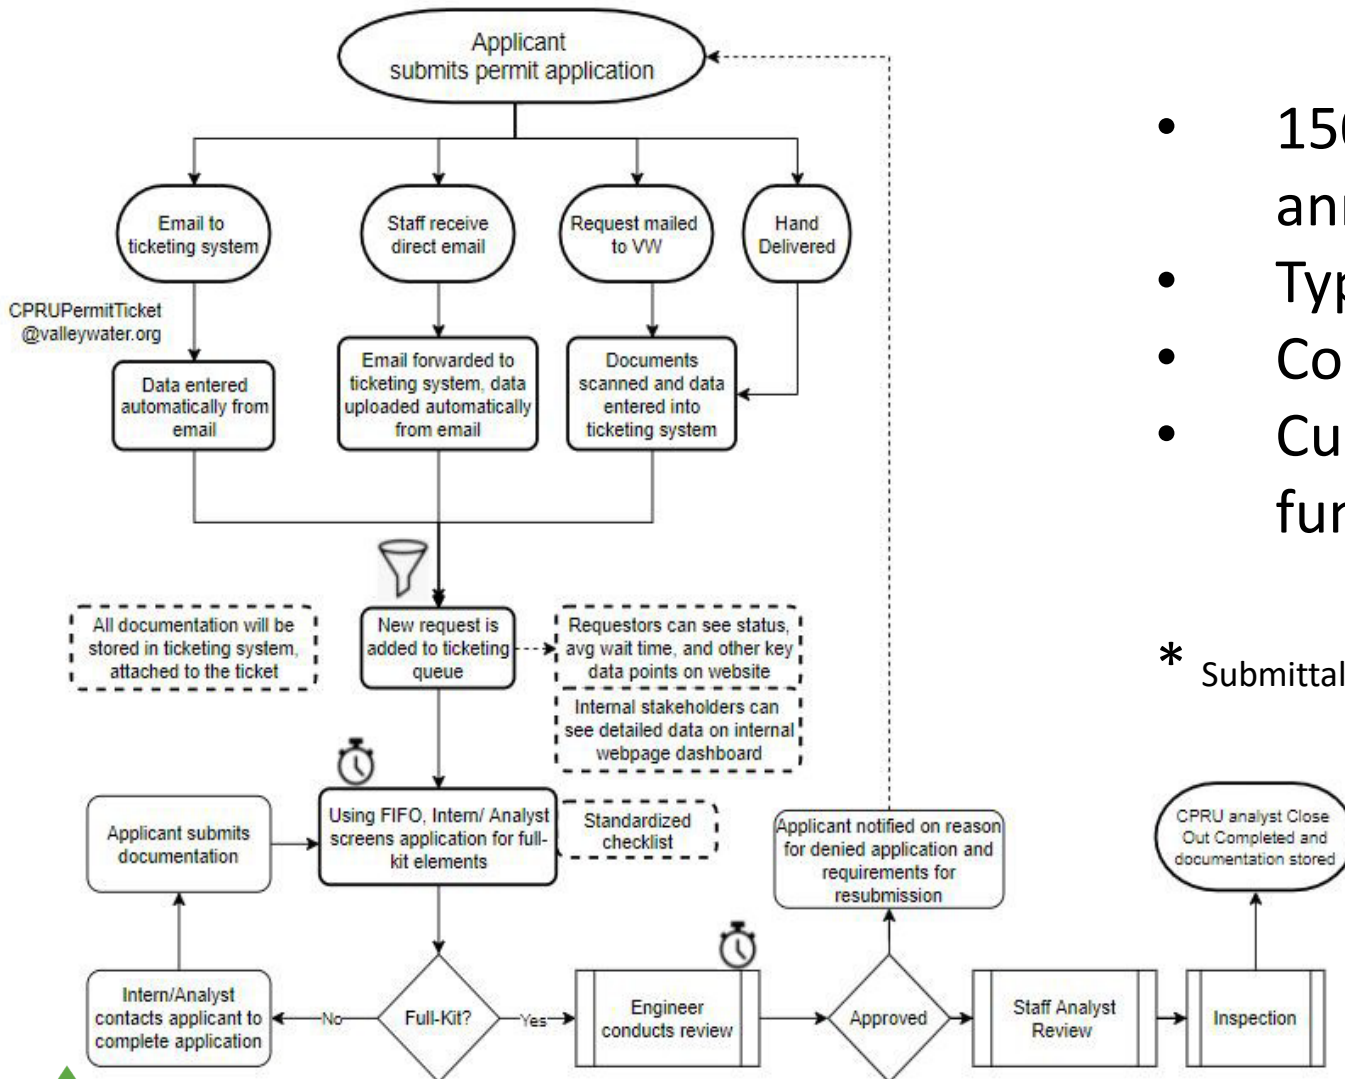 Applicant
submits permit application
Email to
ticketing system
Staff receive
direct email
Request mailed
to VW
Hand
Delivered
CPRUPermitTicket
@valleywater.org
Data entered
automatically from
email
Email forwarded to
ticketing system, data
uploaded automatically
from email
Documents
scanned and data
entered into
ticketing system
All documentation will be
stored in ticketing system,
attached to the ticket
New request is
added to ticketing
queue
Requestors can see status,
avg wait time, and other key
data points on website
Internal stakeholders can
see detailed data on internal
webpage dashboard
Applicant submits
documentation
Using FIFO, Intern/ Analyst
screens application for full-
kit elements
Standardized
checklist
Applicant notified on reason
for denied application and
requirements for
resubmission
CPRU analyst Close
Out Completed and
documentation stored
Intern/Analyst
contacts applicant to
complete application
No
Full-Kit?
Yes
Engineer
conducts review
Approved
Staff Analyst
Review
Inspection
* Submittal